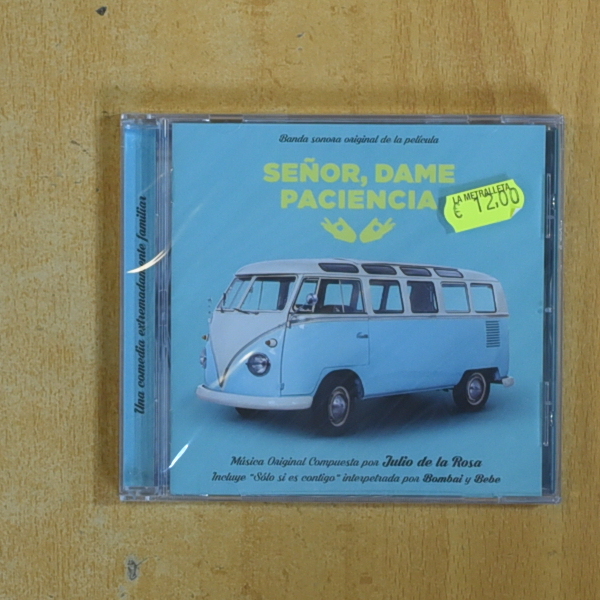 Banda sonora original de la película
SEÑOR, DAME
PACIENCIA
LA METRALLETA
€ 12.00
Una comedia extremadamente familiar
Música Original Compuesta por Julio de la Rosa
Incluye "Sólo si es contigo" interpretada por Bombai y Bebe